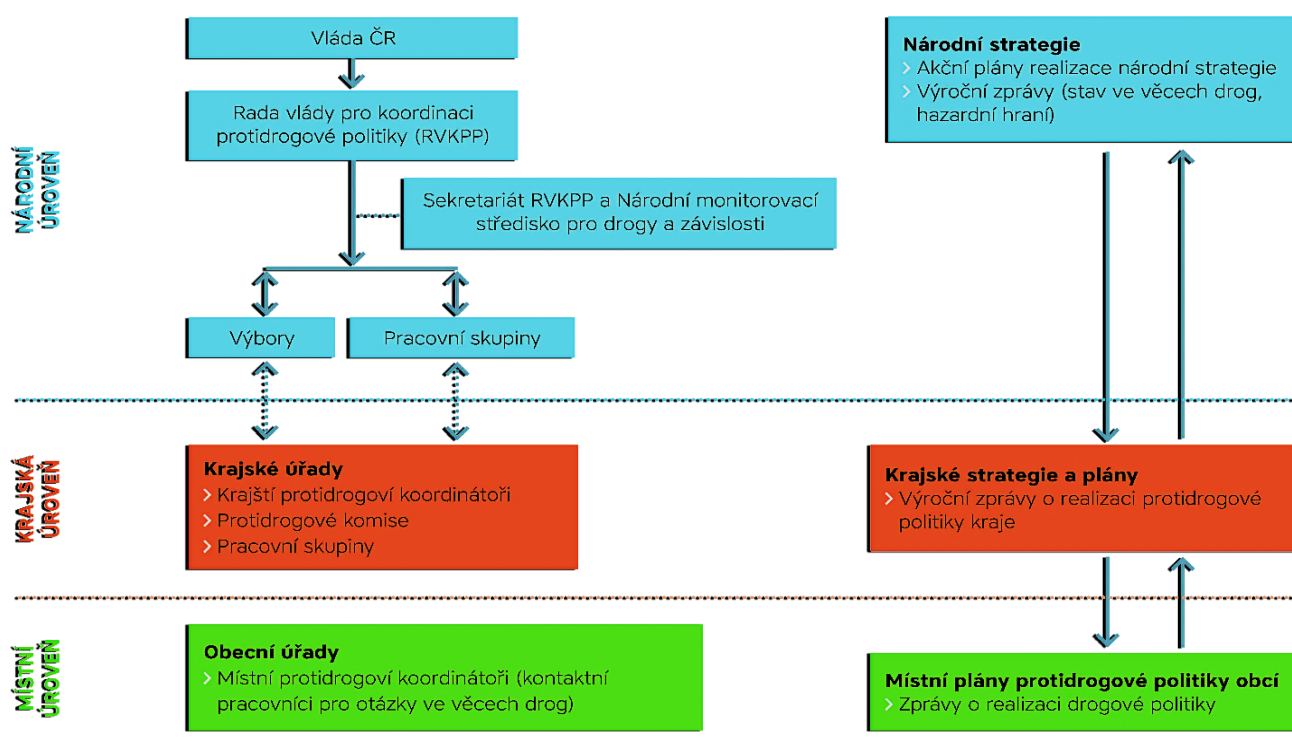 NÁRODNÍ
ÚROVEŇ
Vláda ČR
Rada vlády pro koordinaci
protidrogové politiky (RVKPP)
Sekretariát RVKPP a Národní monitorovací
středisko pro drogy a závislosti
Výbory
Pracovní skupiny
Národní strategie
> Akční plány realizace národní strategie
> Výroční zprávy (stav ve věcech drog,
hazardní hraní)
KRAJSKÁ
ÚROVEŇ
Krajské úřady
> Krajští protidrogoví koordinátoři
> Protidrogové komise
> Pracovní skupiny
Krajské strategie a plány
> Výroční zprávy o realizaci protidrogové
politiky kraje
MÍSTNÍ
ÚROVEŇ
Obecní úřady
> Místní protidrogoví koordinátoři (kontaktní
pracovníci pro otázky ve věcech drog)
Místní plány protidrogové politiky obcí
> Zprávy o realizaci drogové politiky